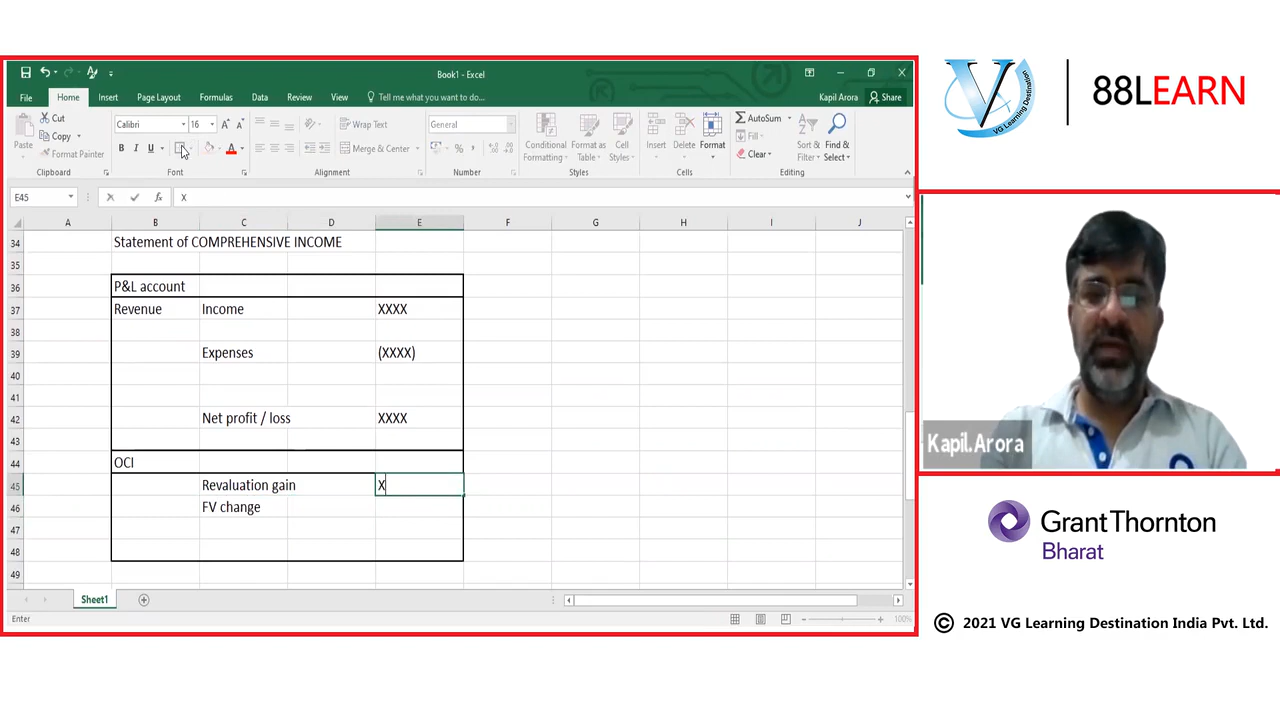 Book1 - Excel
File Home Insert Page Layout Formulas Data Review View Tell me what you want to do... Kapil Arora Share
Paste
Cut
Copy
Format Painter
Clipboard
Calibri 16
B I U
Font
Wrap Text
Merge & Center
Alignment
General
%
Number
Conditional Formatting
Format as Table
Cell Styles
Styles
Insert Delete Format
Cells
AutoSum
Fill
Clear
Sort & Filter
Find & Select
Editing
E45 fx X
A B C D E F G H I J
34 Statement of COMPREHENSIVE INCOME
35
36 P&L account
37 Revenue Income XXXX
38
39 Expenses (XXXX)
40
41
42 Net profit / loss XXXX
43
44 OCI
45 Revaluation gain X
46 FV change
47
48
49
Sheet1
Enter 100%
V
VG Learning Destination
88LEARN
Kapil.Arora
Grant Thornton
Bharat
© 2021 VG Learning Destination India Pvt. Ltd.